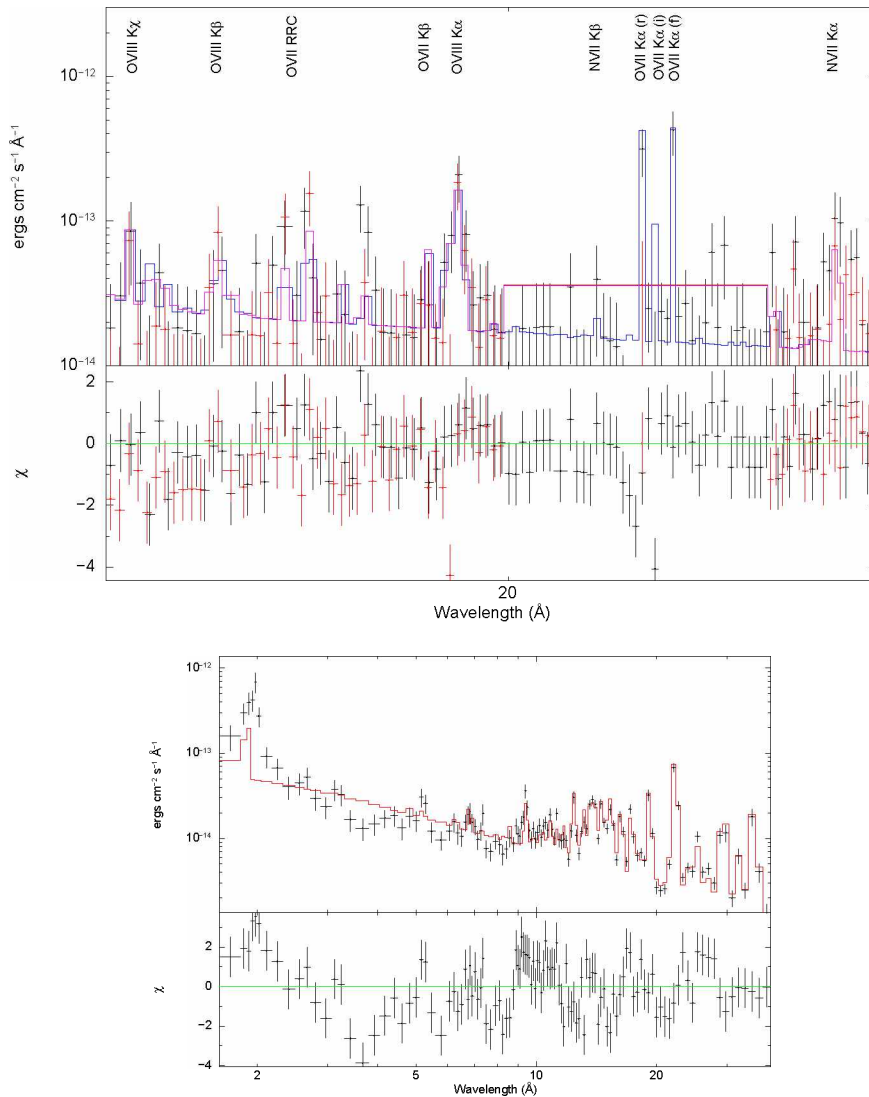 OVIII Kχ
OVIII Kβ
OVII RRC
OVII Kβ
OVIII Kα
NVII Kβ
OVII Kα (r)
OVII Kα (i)
OVII Kα (f)
NVII Kα
ergs cm⁻² s⁻¹ Å⁻¹
10⁻¹²
10⁻¹³
10⁻¹⁴
χ
2
0
−2
−4
20
Wavelength (Å)
ergs cm⁻² s⁻¹ Å⁻¹
10⁻¹²
10⁻¹³
10⁻¹⁴
χ
2
0
−2
−4
2 5 10 20
Wavelength (Å)